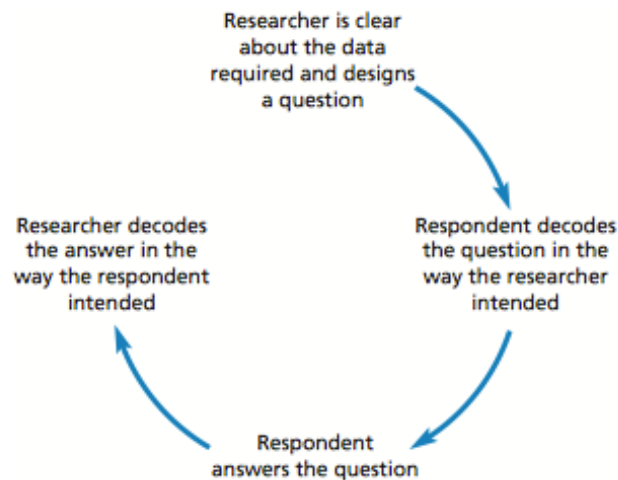 Researcher is clear
about the data
required and designs
a question
Respondent decodes
the question in the
way the researcher
intended
Respondent
answers the question
Researcher decodes
the answer in the
way the respondent
intended